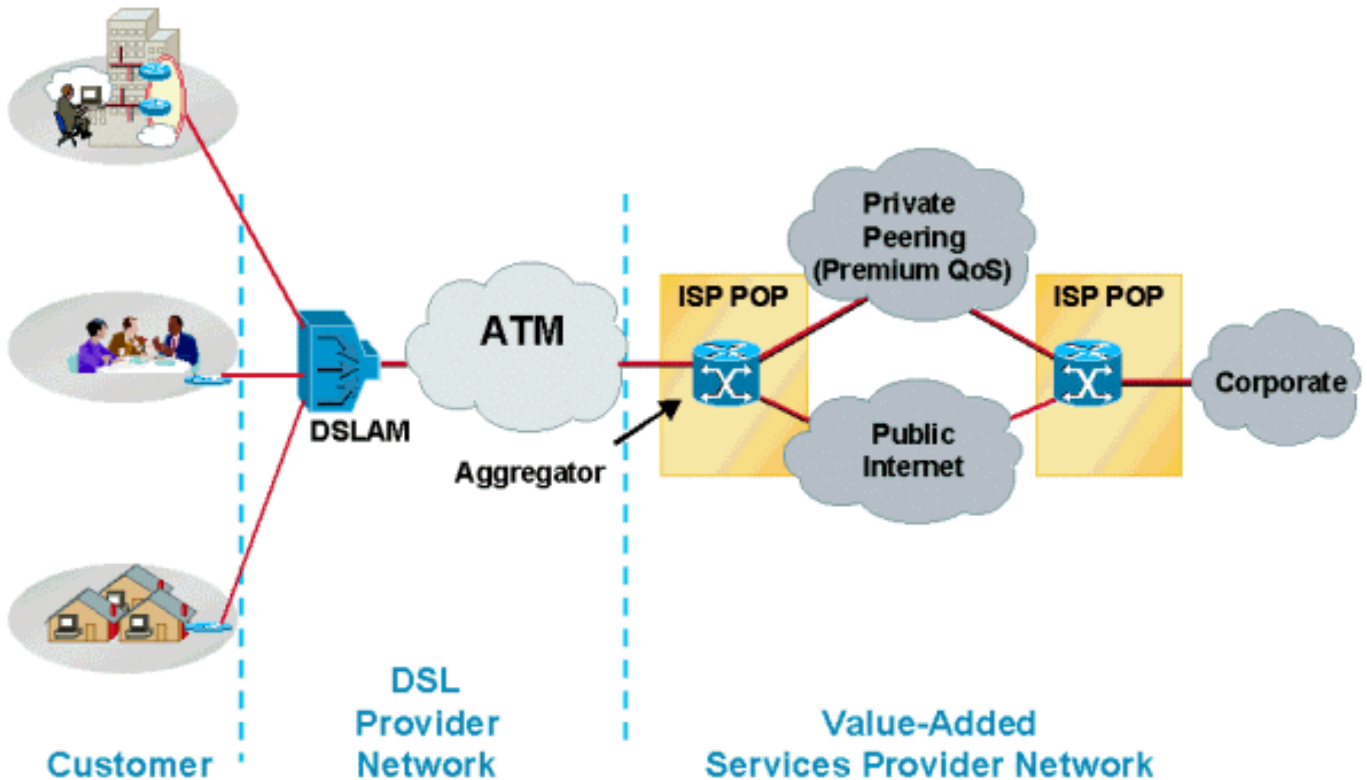 Private
Peering
(Premium QoS)
ISP POP
ISP POP
ATM
Corporate
DSLAM
Public
Internet
Aggregator
DSL
Provider
Network
Customer
Value-Added
Services Provider Network